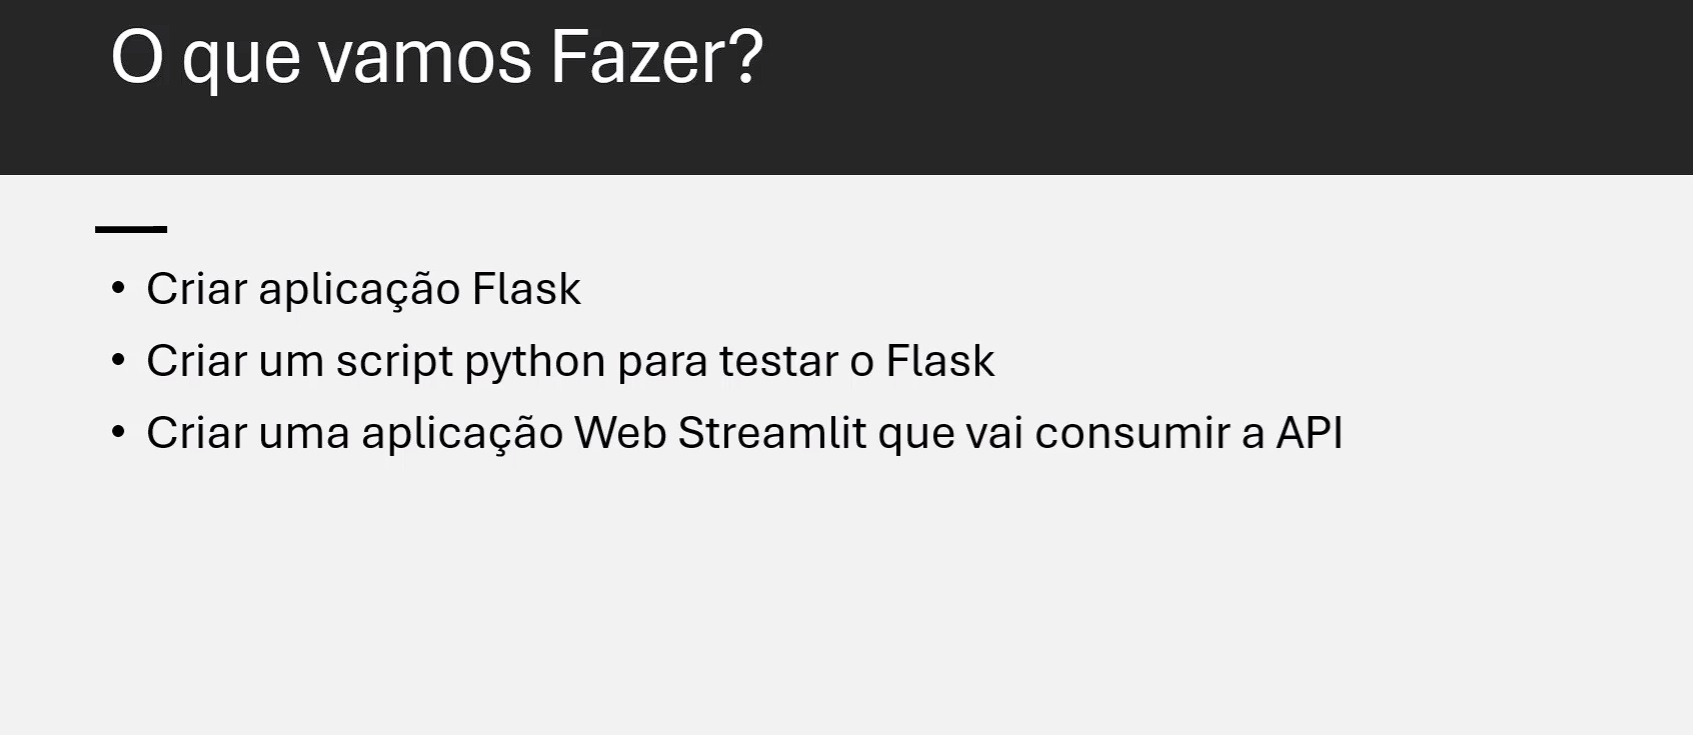 O que vamos Fazer?
• Criar aplicação Flask
• Criar um script python para testar o Flask
• Criar uma aplicação Web Streamlit que vai consumir a API